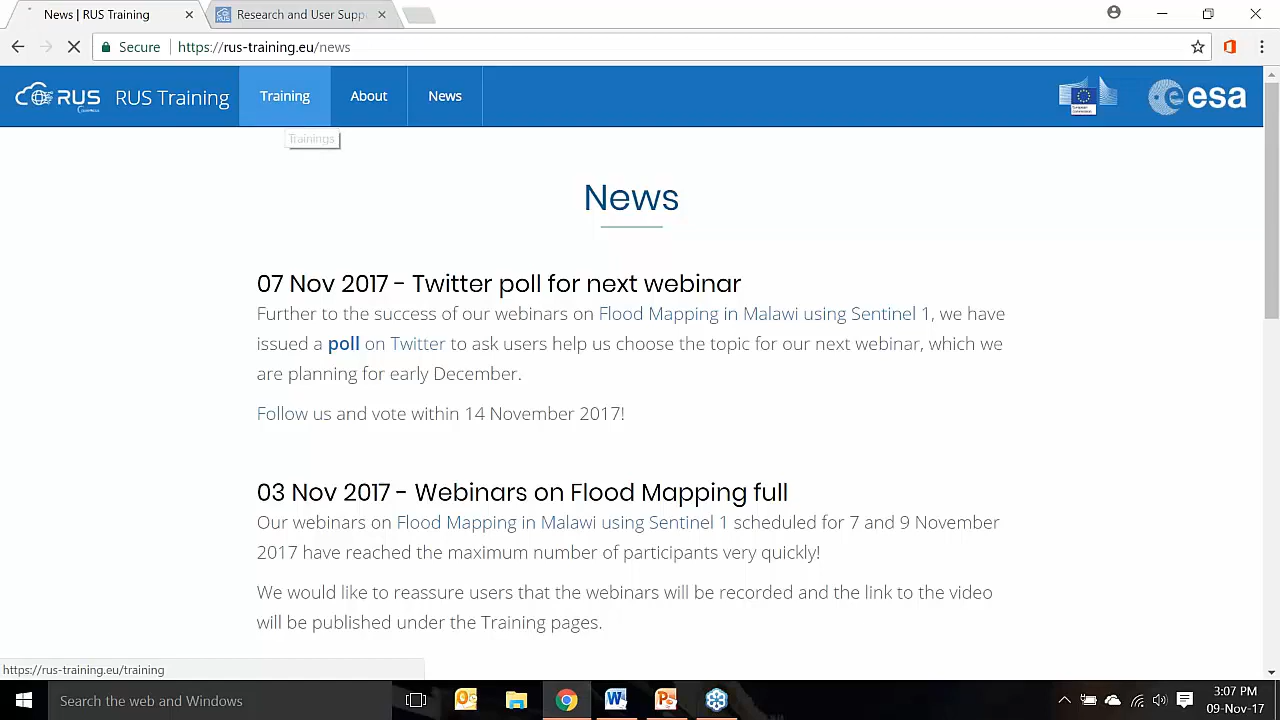 News | RUS Training
Research and User Supp
Secure | https://rus-training.eu/news
RUS
Copernicus
RUS Training
Training
About
News
European Commission
esa
Trainings
News
07 Nov 2017 - Twitter poll for next webinar
Further to the success of our webinars on Flood Mapping in Malawi using Sentinel 1, we have
issued a poll on Twitter to ask users help us choose the topic for our next webinar, which we
are planning for early December.
Follow us and vote within 14 November 2017!
03 Nov 2017 - Webinars on Flood Mapping full
Our webinars on Flood Mapping in Malawi using Sentinel 1 scheduled for 7 and 9 November
2017 have reached the maximum number of participants very quickly!
We would like to reassure users that the webinars will be recorded and the link to the video
will be published under the Training pages.
https://rus-training.eu/training
Search the web and Windows
3:07 PM
09-Nov-17